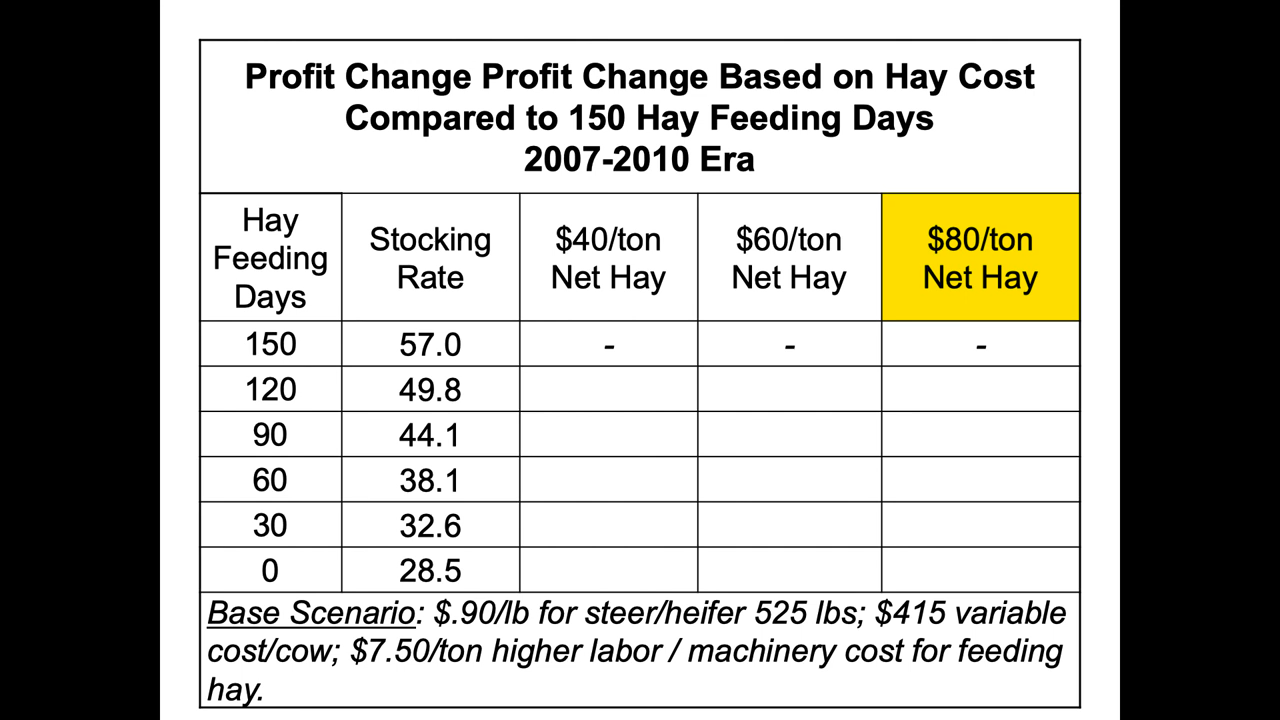 Profit Change Profit Change Based on Hay Cost
Compared to 150 Hay Feeding Days
2007-2010 Era
Hay Feeding Days Stocking Rate $40/ton Net Hay $60/ton Net Hay $80/ton Net Hay
150 57.0 - - -
120 49.8
90 44.1
60 38.1
30 32.6
0 28.5
Base Scenario: $.90/lb for steer/heifer 525 lbs; $415 variable
cost/cow; $7.50/ton higher labor / machinery cost for feeding
hay.